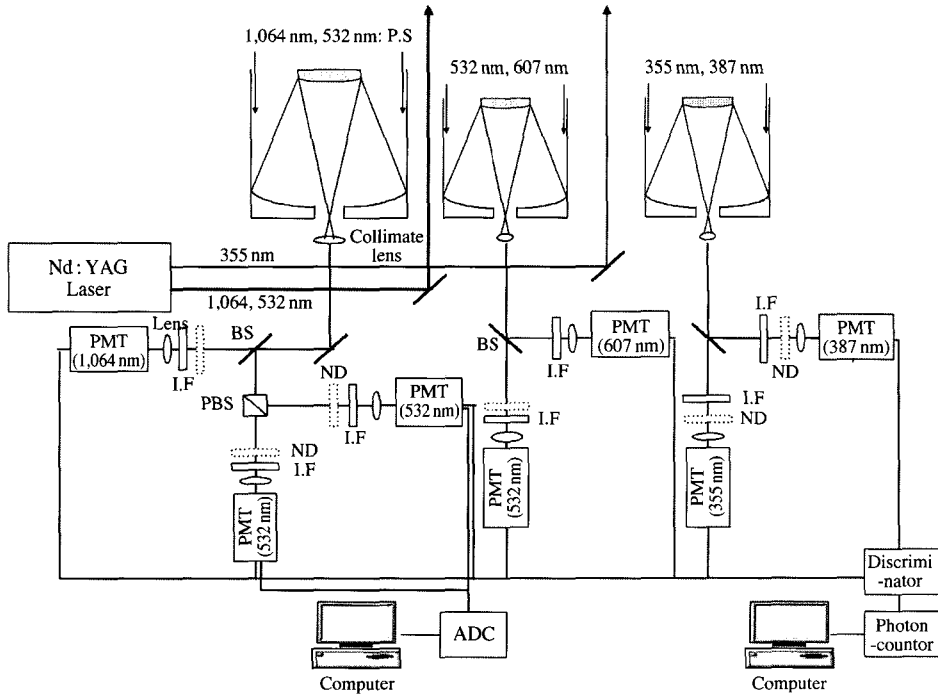 1,064 nm, 532 nm: P.S
532 nm, 607 nm
355 nm, 387 nm
Collimate
lens
Nd : YAG
Laser
355 nm
1,064, 532 nm
PMT
(1,064 nm)
Lens
I.F
BS
PBS
ND
I.F
PMT
(532 nm)
ND
I.F
PMT
(532 nm)
BS
I.F
PMT
(607 nm)
I.F
PMT
(532 nm)
I.F
ND
PMT
(387 nm)
I.F
ND
PMT
(355 nm)
Discrimi
-nator
Photon
-countor
ADC
Computer
Computer